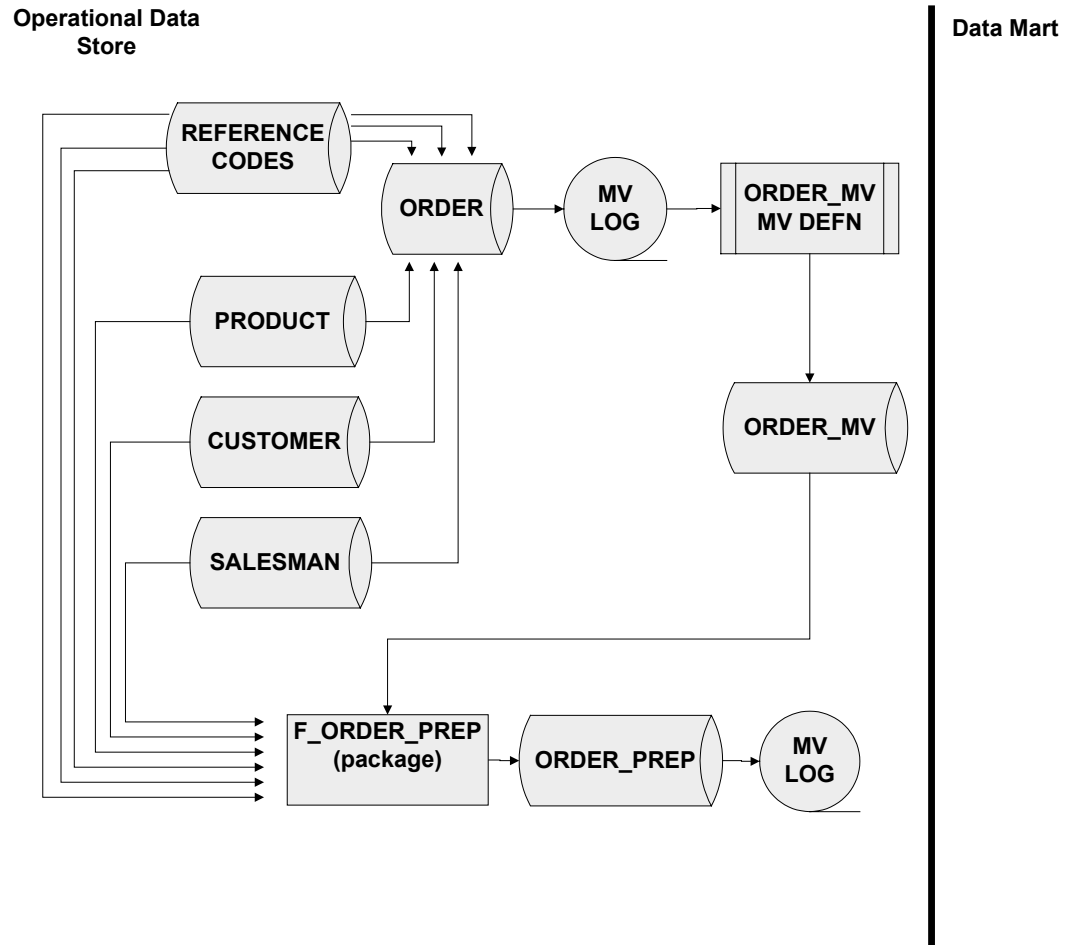 Operational Data
Store
Data Mart
REFERENCE
CODES
ORDER
MV
LOG
ORDER_MV
MV DEFN
PRODUCT
CUSTOMER
ORDER_MV
SALESMAN
F_ORDER_PREP
(package)
ORDER_PREP
MV
LOG